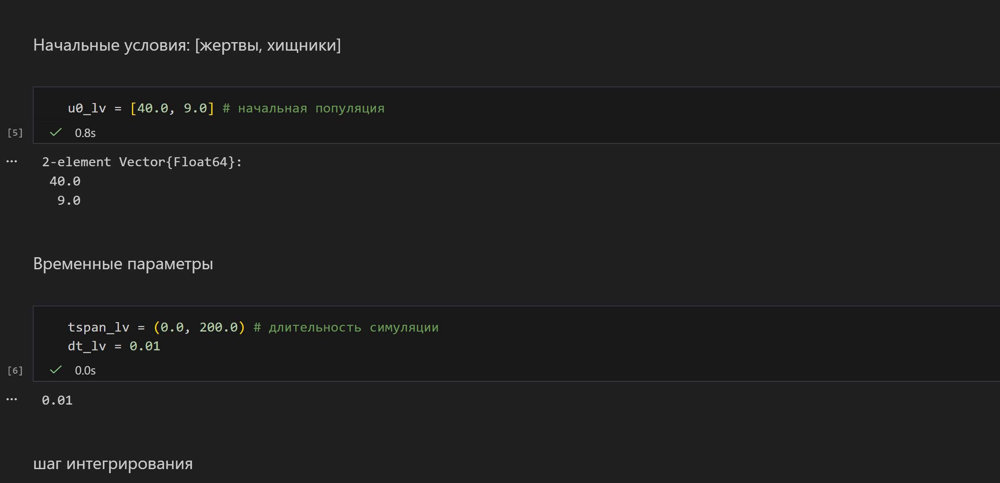 Начальные условия: [жертвы, хищники]
u0_lv = [40.0, 9.0] # начальная популяция
[5] 0.8s
... 2-element Vector{Float64}:
40.0
9.0
Временные параметры
tspan_lv = (0.0, 200.0) # длительность симуляции
dt_lv = 0.01
[6] 0.0s
... 0.01
шаг интегрирования